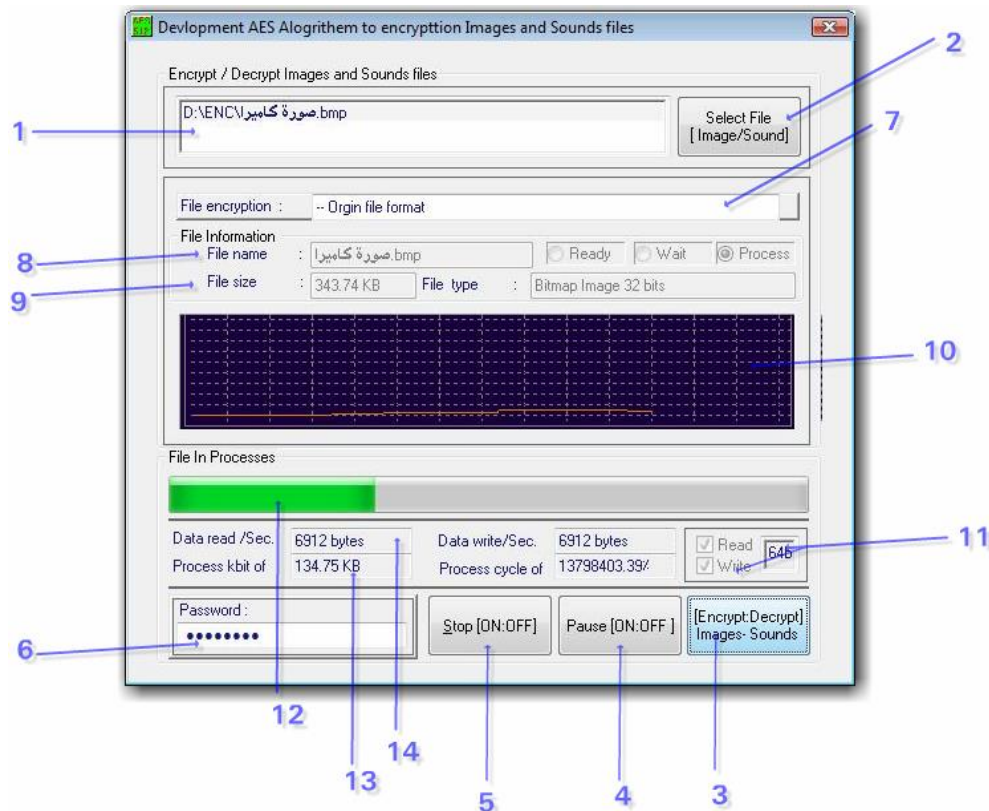 Devlopment AES Alogrithem to encrypttion Images and Sounds files
Encrypt / Decrypt Images and Sounds files
D:\ENC\صورة كاميرا.bmp
Select File
[ Image/Sound]
1
2
7
File encryption :
-- Orgin file format
File Information
File name : صورة كاميرا.bmp
Ready
Wait
Process
8
File size : 343.74 KB
File type : Bitmap Image 32 bits
9
10
File In Processes
Data read /Sec. 6912 bytes
Data write/Sec. 6912 bytes
Read
64b
11
Process kbit of 134.75 KB
Process cycle of 13798403.39%
Write
Password :
••••••••
Stop [ON:OFF]
Pause [ON:OFF ]
[Encrypt:Decrypt]
Images- Sounds
6
12
14
13
5
4
3